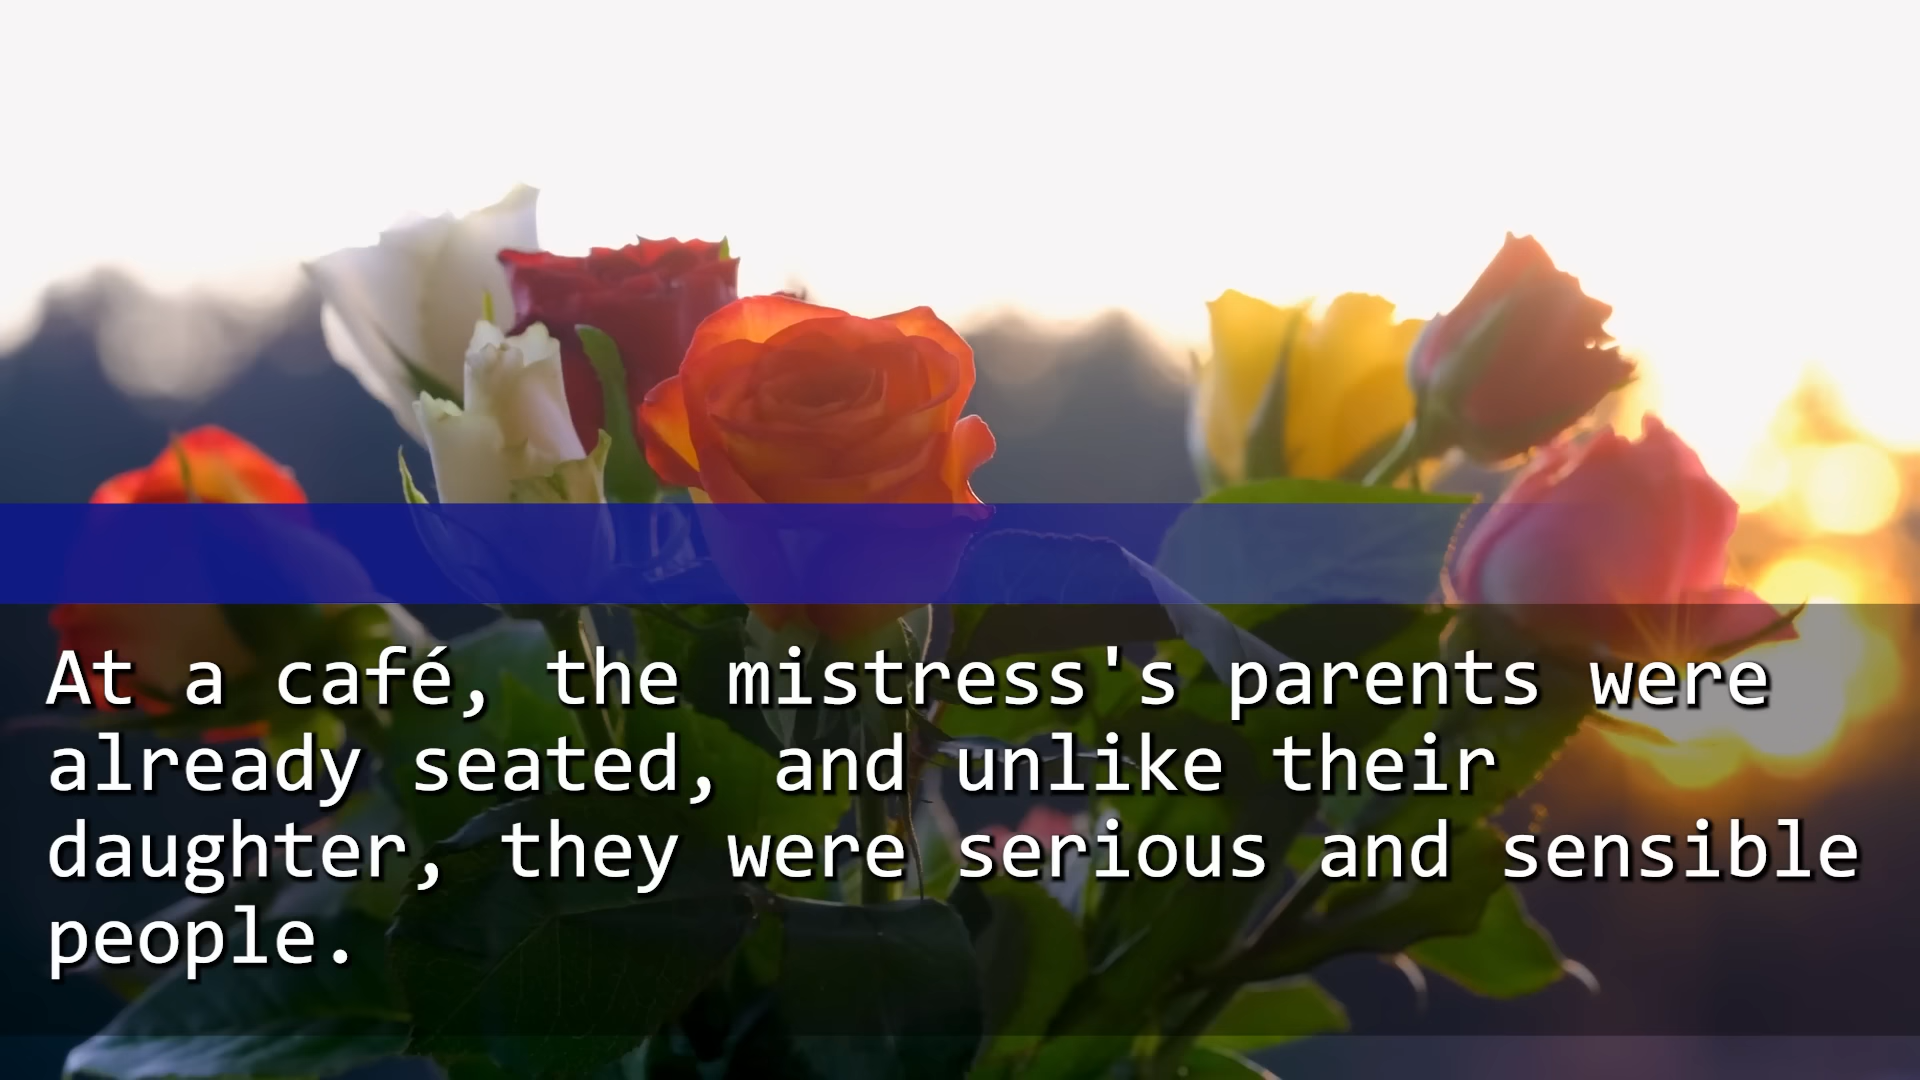 At a café, the mistress's parents were
already seated, and unlike their
daughter, they were serious and sensible
people.